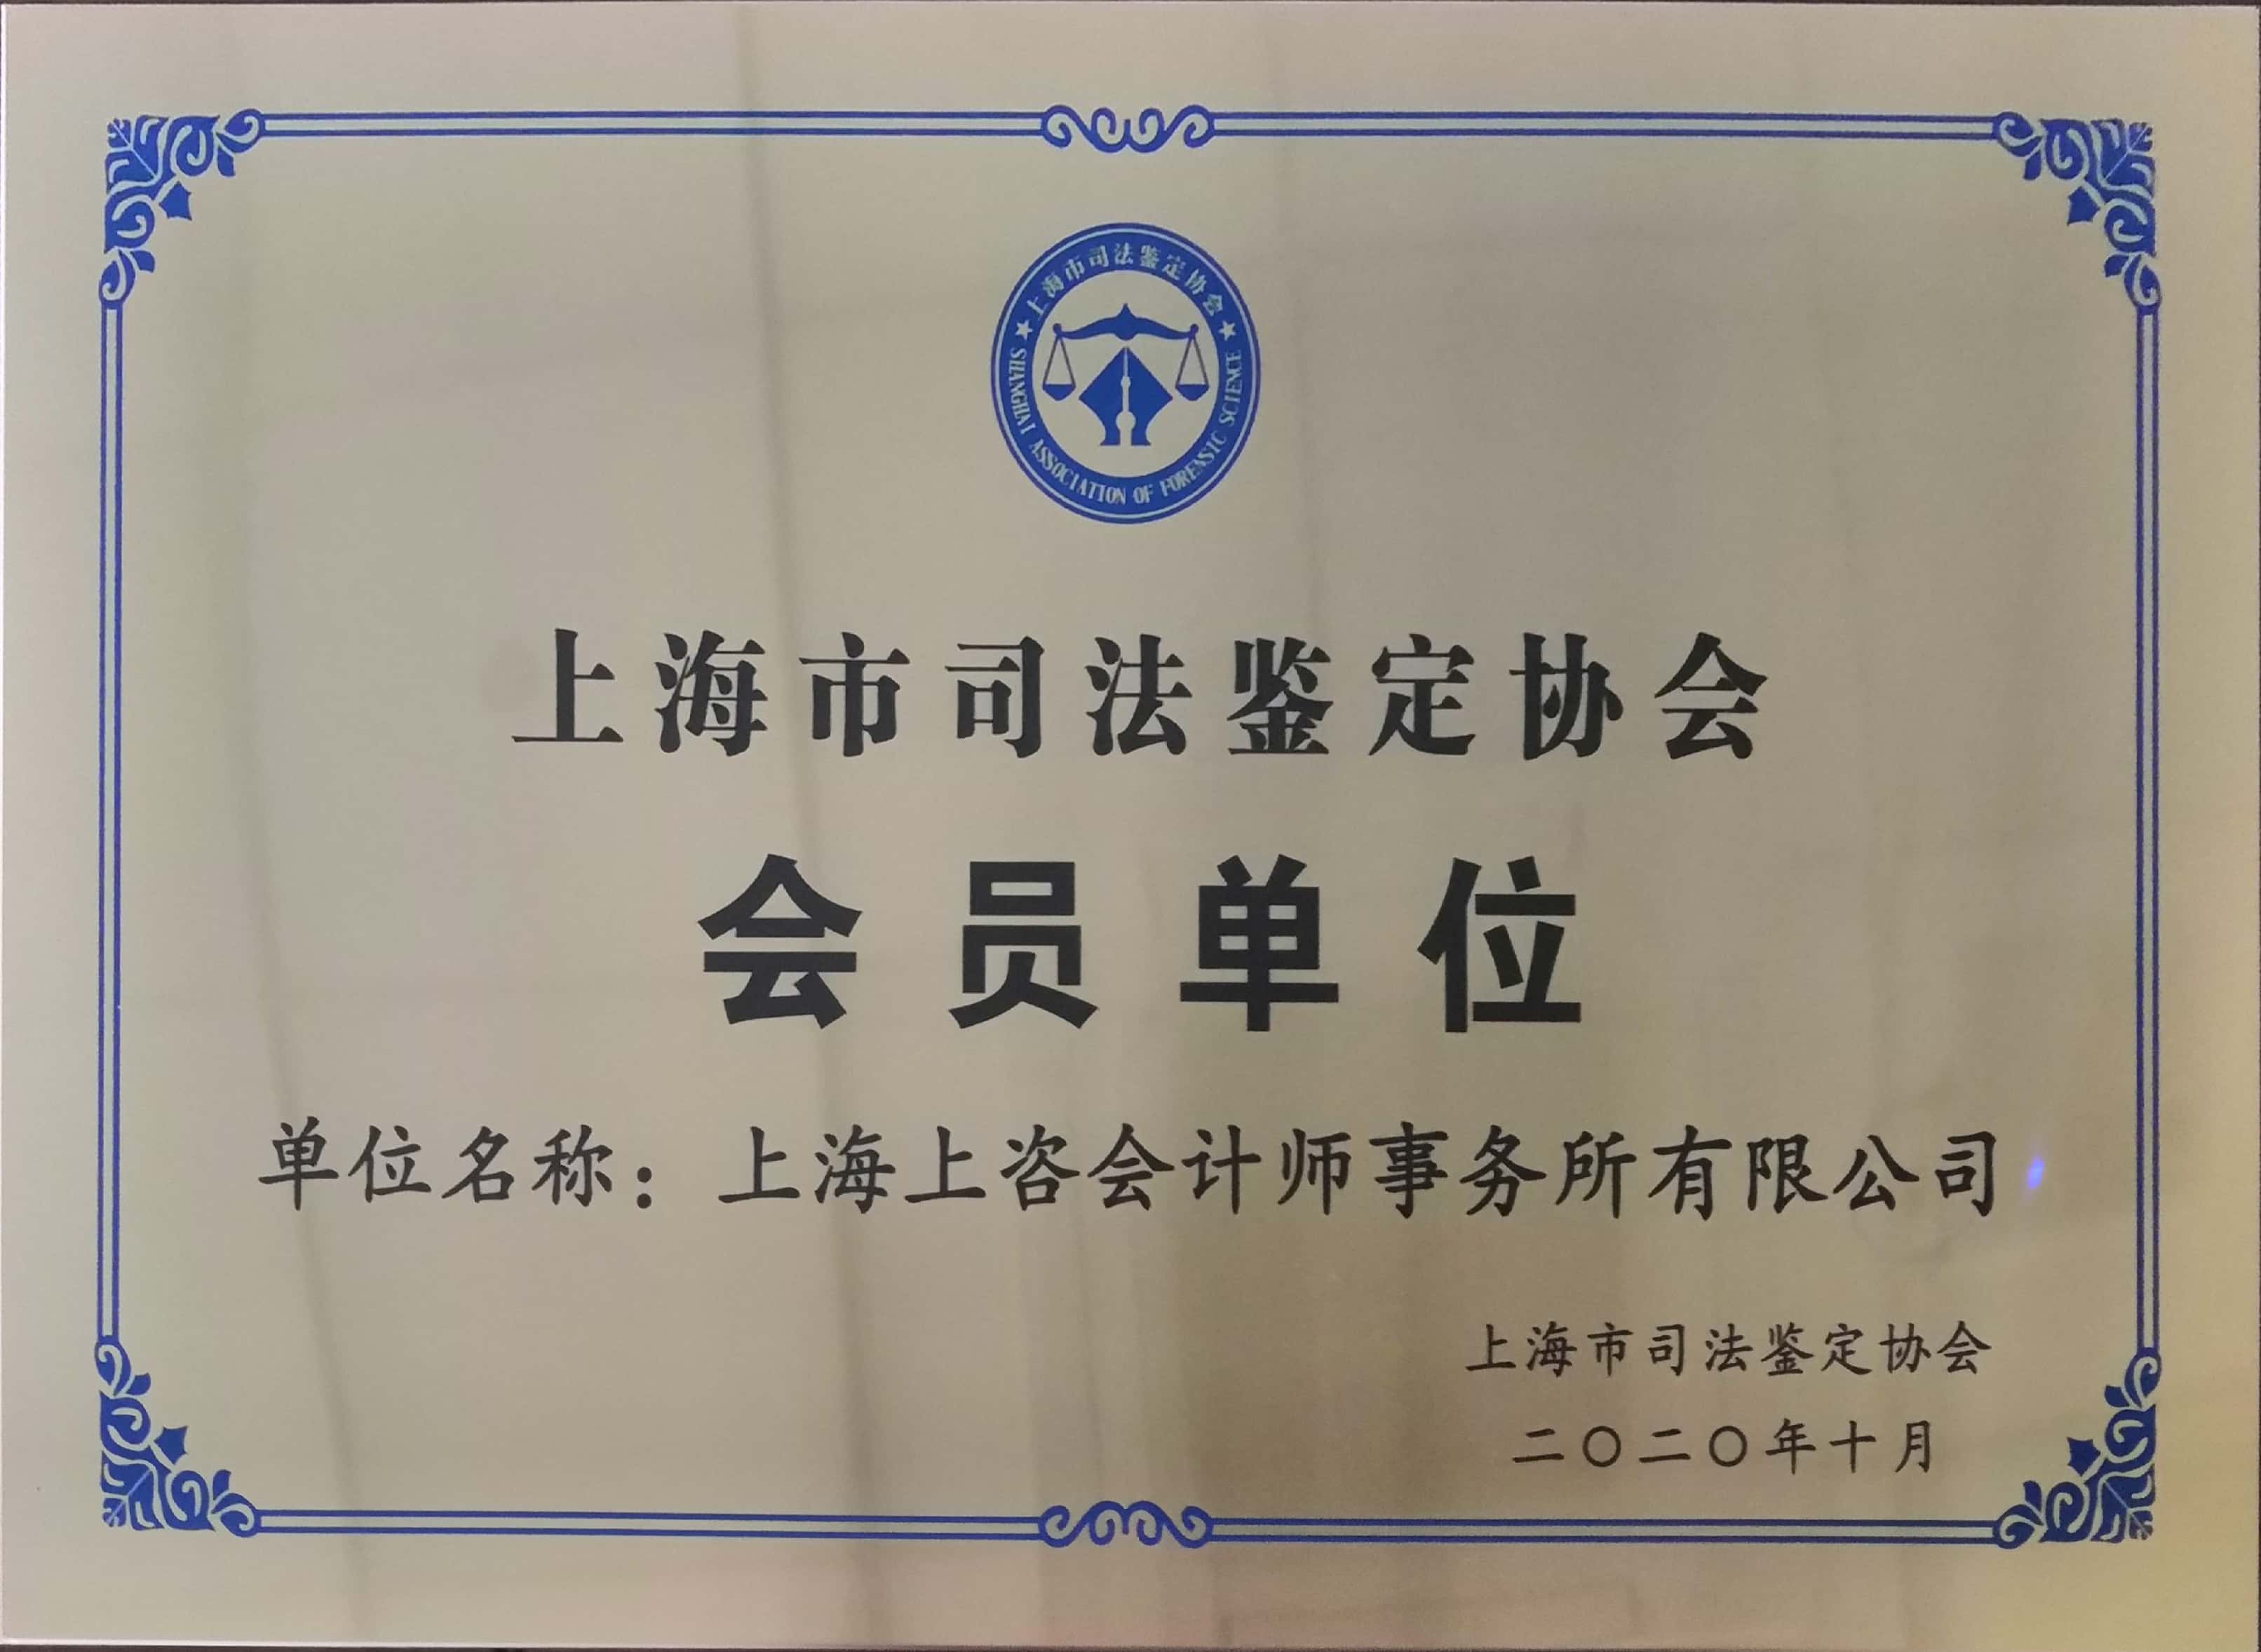 上海市司法鉴定协会
SHANGHAI ASSOCIATION OF FORENSIC SCIENCE
上海市司法鉴定协会
会员单位
单位名称：上海上咨会计师事务所有限公司
上海市司法鉴定协会
二〇二〇年十月